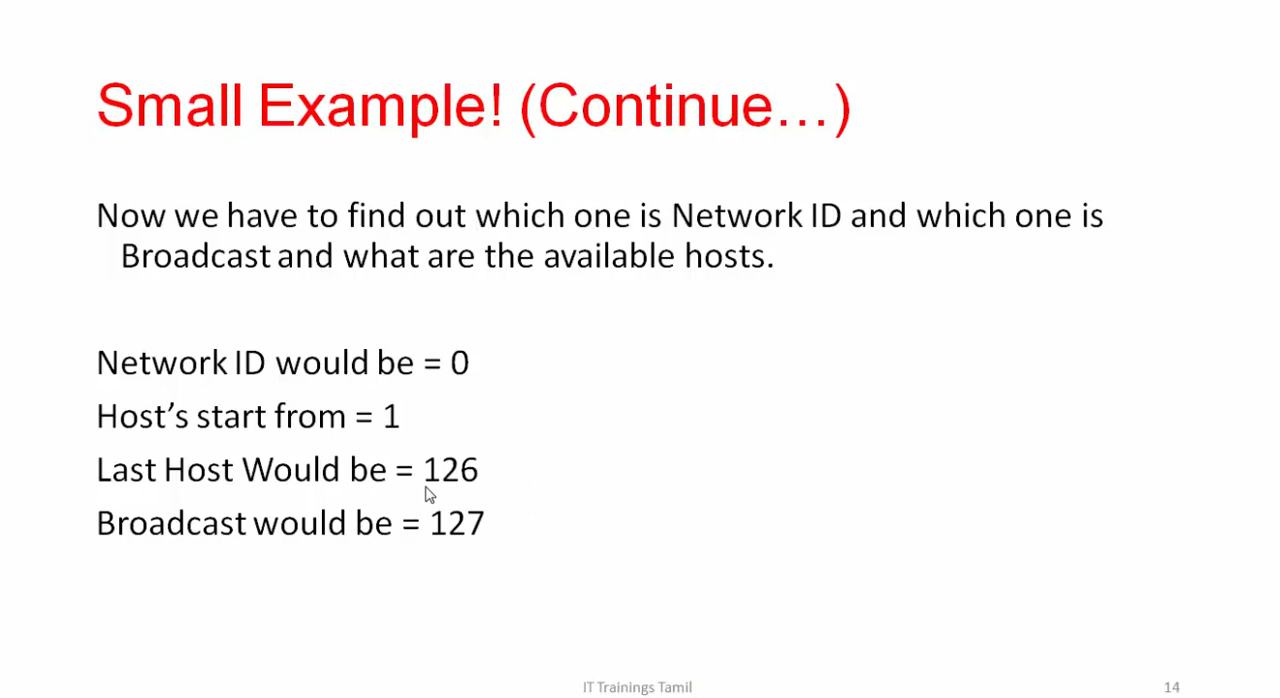 Small Example! (Continue…)
Now we have to find out which one is Network ID and which one is
Broadcast and what are the available hosts.
Network ID would be = 0
Host’s start from = 1
Last Host Would be = 126
Broadcast would be = 127
IT Trainings Tamil
14